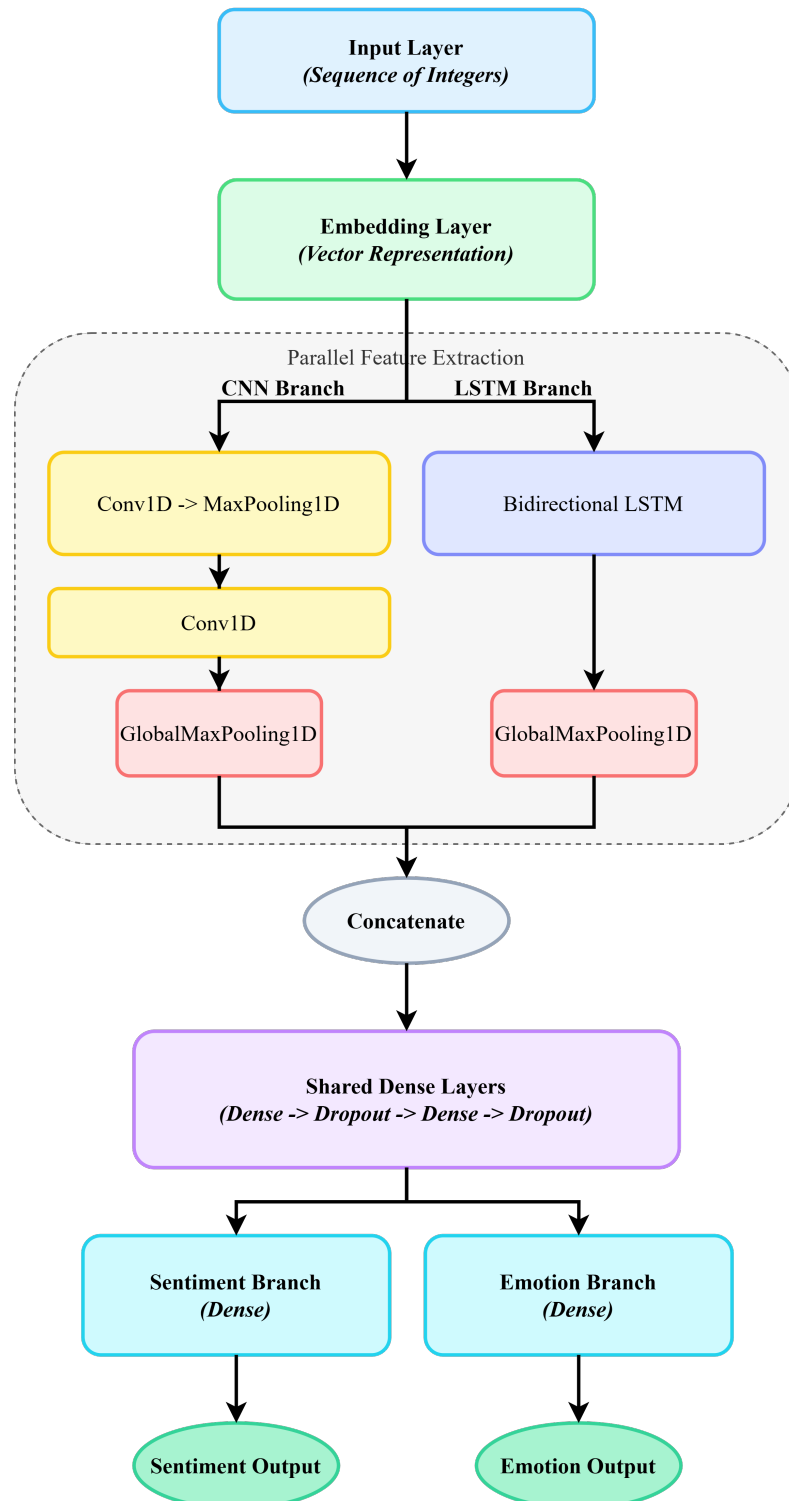 Input Layer
(Sequence of Integers)
Embedding Layer
(Vector Representation)
Parallel Feature Extraction
CNN Branch
LSTM Branch
Conv1D -> MaxPooling1D
Bidirectional LSTM
Conv1D
GlobalMaxPooling1D
GlobalMaxPooling1D
Concatenate
Shared Dense Layers
(Dense -> Dropout -> Dense -> Dropout)
Sentiment Branch
(Dense)
Emotion Branch
(Dense)
Sentiment Output
Emotion Output